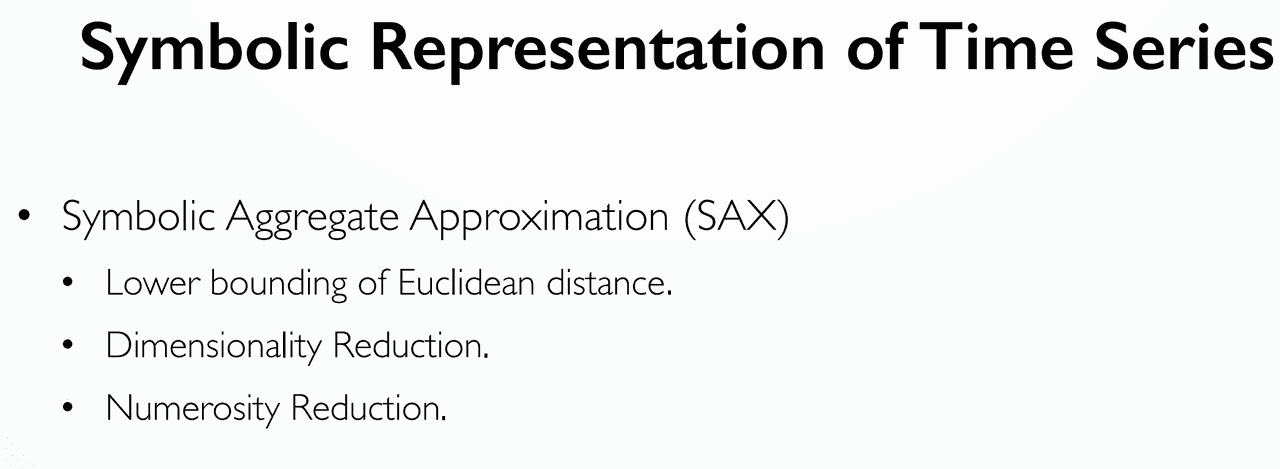 Symbolic Representation of Time Series
• Symbolic Aggregate Approximation (SAX)
• Lower bounding of Euclidean distance.
• Dimensionality Reduction.
• Numerosity Reduction.